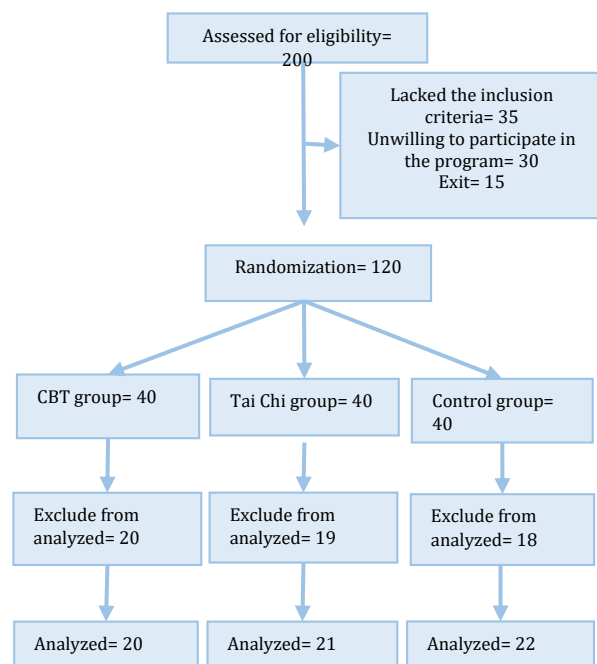 Assessed for eligibility=
200
Lacked the inclusion
criteria= 35
Unwilling to participate in
the program= 30
Exit= 15
Randomization= 120
CBT group= 40
Tai Chi group= 40
Control group=
40
Exclude from
analyzed= 20
Exclude from
analyzed= 19
Exclude from
analyzed= 18
Analyzed= 20
Analyzed= 21
Analyzed= 22